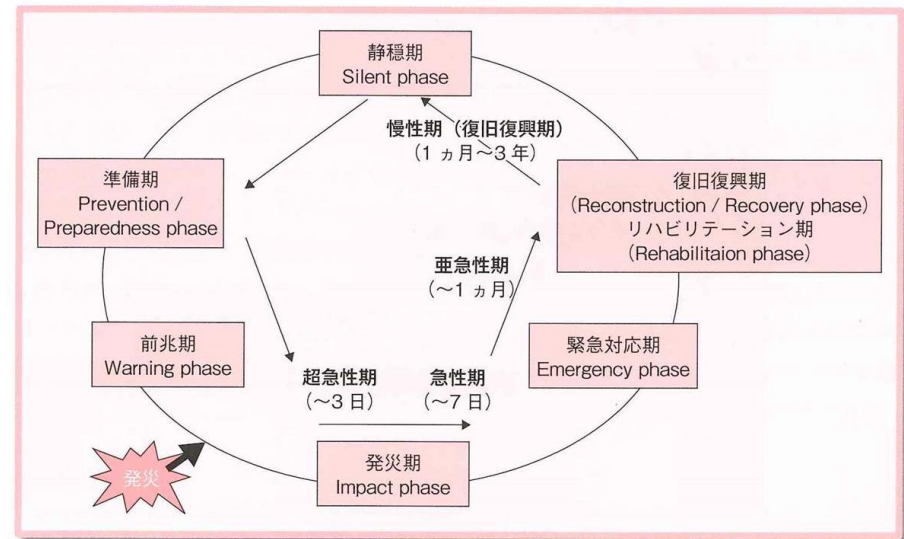 静穏期
Silent phase
慢性期（復旧復興期）
（1 ヵ月〜3 年）
準備期
Prevention /
Preparedness phase
復旧復興期
（Reconstruction / Recovery phase）
リハビリテーション期
（Rehabilitaion phase）
亜急性期
（〜1 ヵ月）
前兆期
Warning phase
緊急対応期
Emergency phase
超急性期
（〜3 日）
急性期
（〜7 日）
発災
発災期
Impact phase